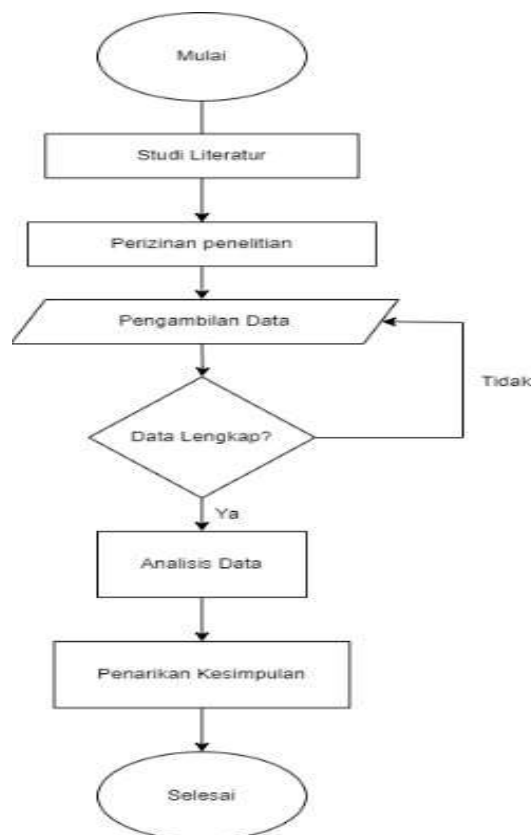 Mulai
Studi Literatur
Perizinan penelitian
Pengambilan Data
Tidak
Data Lengkap?
Ya
Analisis Data
Penarikan Kesimpulan
Selesai